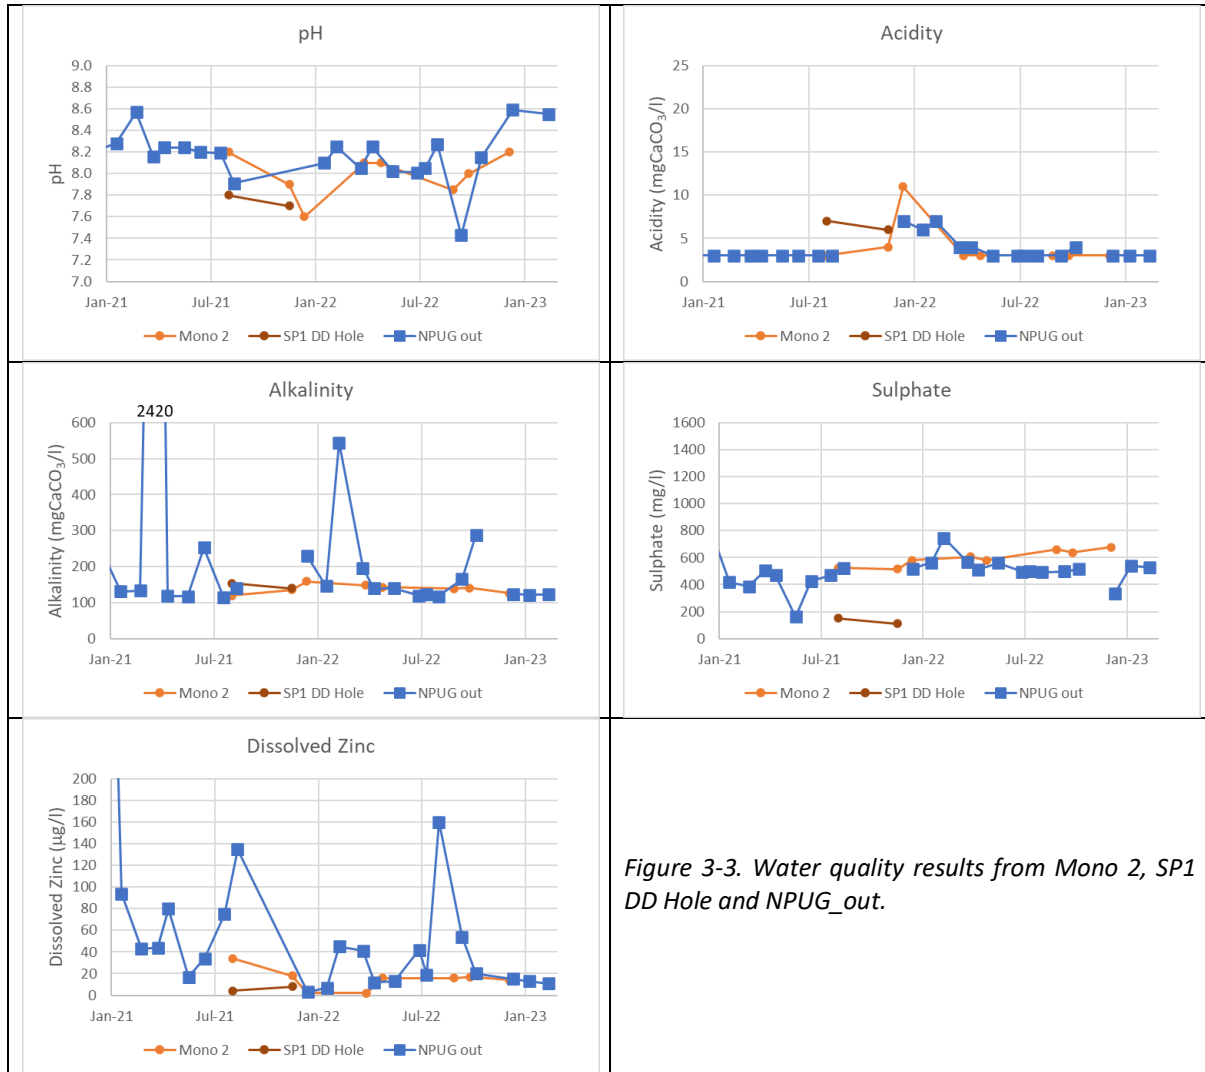 pH
9.0
8.8
8.6
8.4
8.2
8.0
7.8
7.6
7.4
7.2
7.0
pH
Jan-21 Jul-21 Jan-22 Jul-22 Jan-23
Mono 2 SP1 DD Hole NPUG out
Acidity
25
20
15
10
5
0
Acidity (mgCaCO₃/l)
Jan-21 Jul-21 Jan-22 Jul-22 Jan-23
Mono 2 SP1 DD Hole NPUG out
Alkalinity
2420
600
500
400
300
200
100
0
Alkalinity (mgCaCO₃/l)
Jan-21 Jul-21 Jan-22 Jul-22 Jan-23
Mono 2 SP1 DD Hole NPUG out
Sulphate
1600
1400
1200
1000
800
600
400
200
0
Sulphate (mg/l)
Jan-21 Jul-21 Jan-22 Jul-22 Jan-23
Mono 2 SP1 DD Hole NPUG out
Dissolved Zinc
200
180
160
140
120
100
80
60
40
20
0
Dissolved Zinc (µg/l)
Jan-21 Jul-21 Jan-22 Jul-22 Jan-23
Mono 2 SP1 DD Hole NPUG out
Figure 3-3. Water quality results from Mono 2, SP1
DD Hole and NPUG_out.